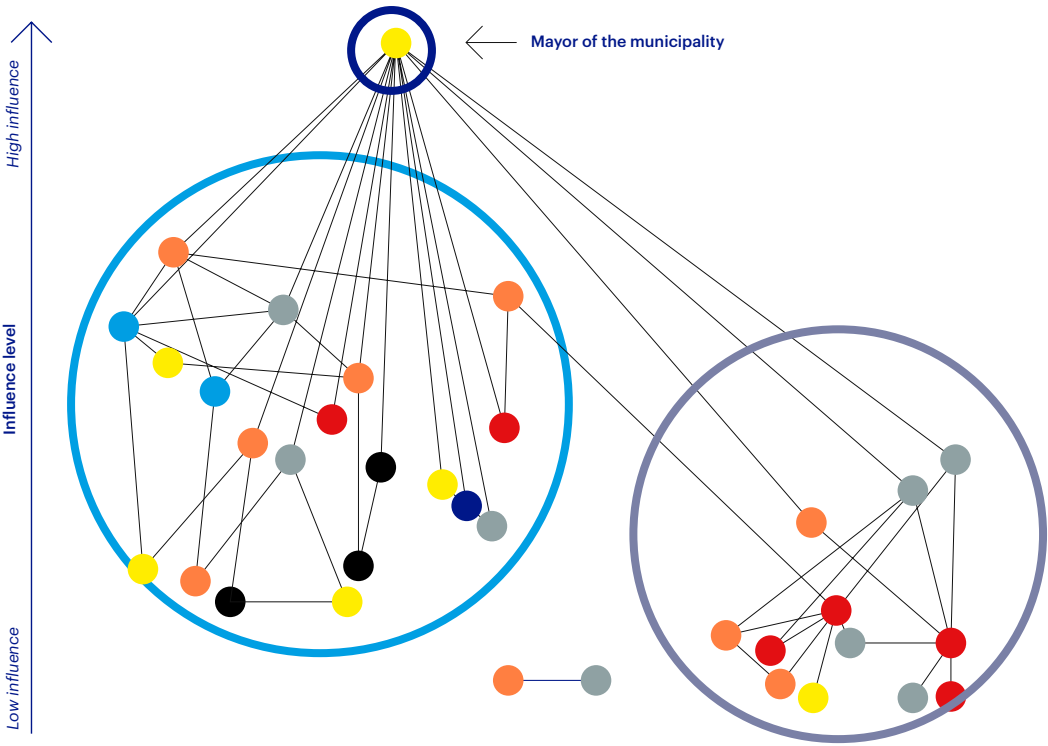 Mayor of the municipality
High influence
Influence level
Low influence